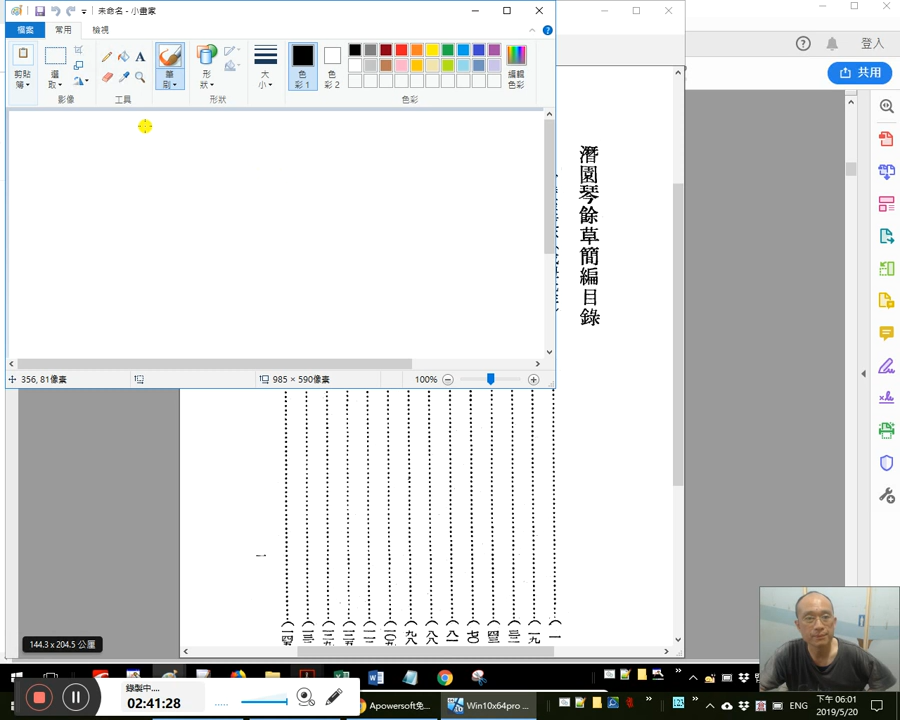 未命名 - 小畫家
檔案 常用 檢視
剪貼簿 選取 筆刷 形狀 大小 色彩 1 色彩 2 編輯色彩
影像 工具 形狀 色彩
356, 81像素 985 × 590像素 100%
登入
共用
潛園琴餘草簡編目錄
一
144.3 x 204.5 公厘
錄製中....
02:41:28
Apowersoft免...
Win10x64pro ...
ENG
下午 06:01
2019/5/20